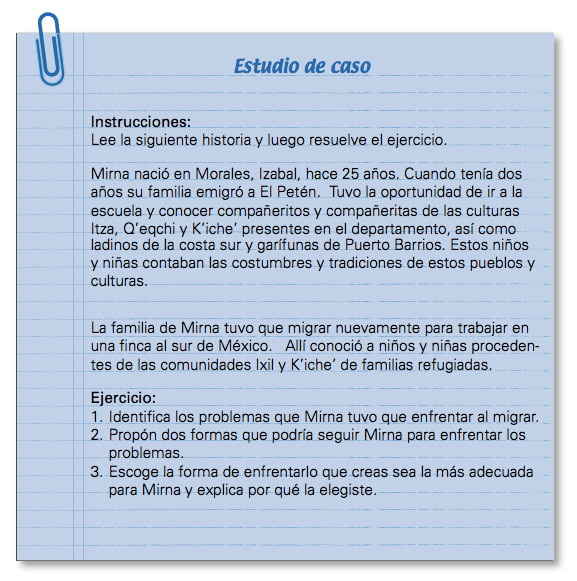 Estudio de caso
Instrucciones:
Lee la siguiente historia y luego resuelve el ejercicio.
Mirna nació en Morales, Izabal, hace 25 años. Cuando tenía dos
años su familia emigró a El Petén. Tuvo la oportunidad de ir a la
escuela y conocer compañeritos y compañeritas de las culturas
Itza, Q'eqchi y K'iche' presentes en el departamento, así como
ladinos de la costa sur y garífunas de Puerto Barrios. Estos niños
y niñas contaban las costumbres y tradiciones de estos pueblos y
culturas.
La familia de Mirna tuvo que migrar nuevamente para trabajar en
una finca al sur de México. Allí conoció a niños y niñas proceden-
tes de las comunidades Ixil y K'iche' de familias refugiadas.
Ejercicio:
1. Identifica los problemas que Mirna tuvo que enfrentar al migrar.
2. Propón dos formas que podría seguir Mirna para enfrentar los
problemas.
3. Escoge la forma de enfrentarlo que creas sea la más adecuada
para Mirna y explica por qué la elegiste.